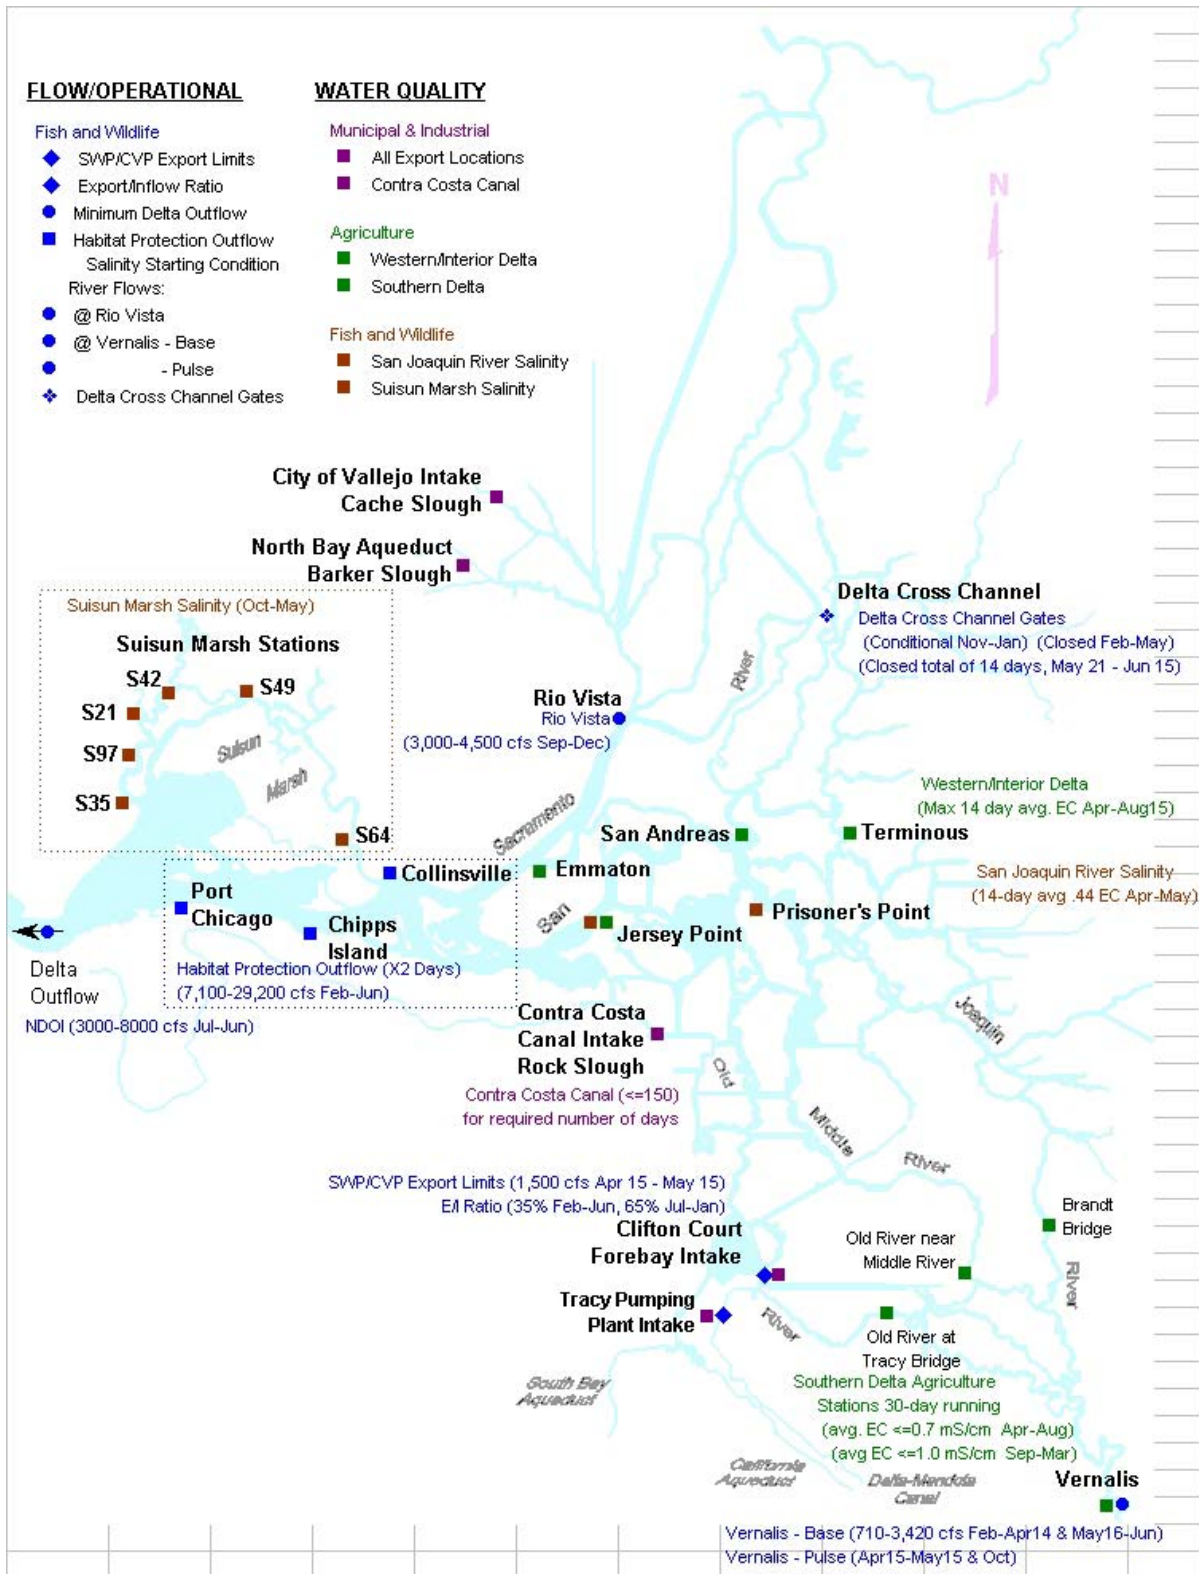 FLOW/OPERATIONAL
Fish and Wildlife
SWP/CVP Export Limits
Export/Inflow Ratio
Minimum Delta Outflow
Habitat Protection Outflow
Salinity Starting Condition
River Flows:
@ Rio Vista
@ Vernalis - Base
- Pulse
Delta Cross Channel Gates
WATER QUALITY
Municipal & Industrial
All Export Locations
Contra Costa Canal
Agriculture
Western/Interior Delta
Southern Delta
Fish and Wildlife
San Joaquin River Salinity
Suisun Marsh Salinity
N
City of Vallejo Intake
Cache Slough
North Bay Aqueduct
Barker Slough
Delta Cross Channel
Delta Cross Channel Gates
(Conditional Nov-Jan) (Closed Feb-May)
(Closed total of 14 days, May 21 - Jun 15)
Suisun Marsh Salinity (Oct-May)
Suisun Marsh Stations
S42
S49
S21
S97
S35
S64
Suisun
Marsh
River
Rio Vista
Rio Vista
(3,000-4,500 cfs Sep-Dec)
Sacramento
Western/Interior Delta
(Max 14 day avg. EC Apr-Aug15)
San Andreas
Terminous
Collinsville
Emmaton
San Joaquin River Salinity
(14-day avg .44 EC Apr-May)
Port
Chicago
Chipps
Island
San
Jersey Point
Prisoner's Point
Habitat Protection Outflow (X2 Days)
(7,100-29,200 cfs Feb-Jun)
Delta
Outflow
NDOI (3000-8000 cfs Jul-Jun)
Contra Costa
Canal Intake
Rock Slough
Contra Costa Canal (<=150)
for required number of days
Joaquin
Old
Middle
River
SWP/CVP Export Limits (1,500 cfs Apr 15 - May 15)
E/I Ratio (35% Feb-Jun, 65% Jul-Jan)
Clifton Court
Forebay Intake
Brandt
Bridge
Old River near
Middle River
River
Tracy Pumping
Plant Intake
River
Old River at
Tracy Bridge
South Bay
Aqueduct
Southern Delta Agriculture
Stations 30-day running
(avg. EC <=0.7 mS/cm Apr-Aug)
(avg EC <=1.0 mS/cm Sep-Mar)
California
Aqueduct
Delta-Mendota
Canal
Vernalis
Vernalis - Base (710-3,420 cfs Feb-Apr14 & May16-Jun)
Vernalis - Pulse (Apr15-May15 & Oct)